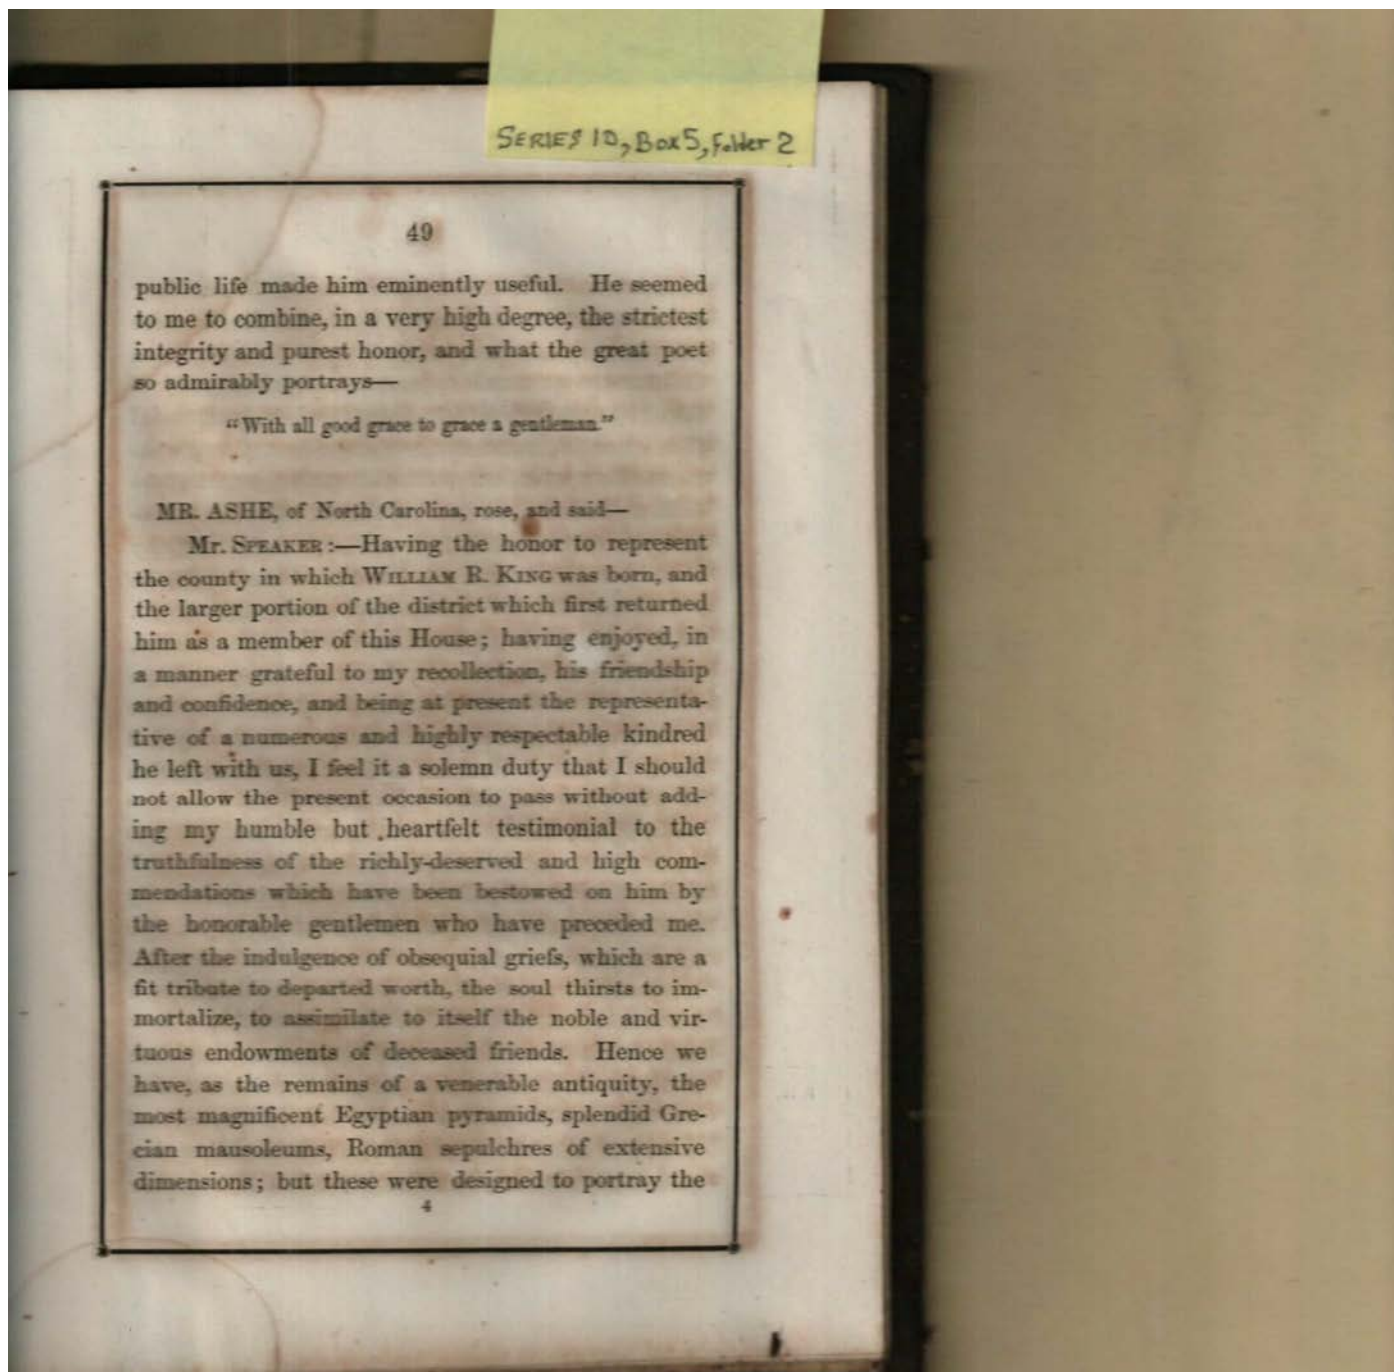 SERIES 10, Box 5, Folder 2
49
public life made him eminently useful. He seemed
to me to combine, in a very high degree, the strictest
integrity and purest honor, and what the great poet
so admirably portrays—
“With all good grace to grace a gentleman.”
MR. ASHE, of North Carolina, rose, and said—
Mr. SPEAKER:—Having the honor to represent
the county in which WILLIAM R. KING was born, and
the larger portion of the district which first returned
him as a member of this House; having enjoyed, in
a manner grateful to my recollection, his friendship
and confidence, and being at present the representa-
tive of a numerous and highly respectable kindred
he left with us, I feel it a solemn duty that I should
not allow the present occasion to pass without add-
ing my humble but heartfelt testimonial to the
truthfulness of the richly-deserved and high com-
mendations which have been bestowed on him by
the honorable gentlemen who have preceded me.
After the indulgence of obsequial griefs, which are a
fit tribute to departed worth, the soul thirsts to im-
mortalize, to assimilate to itself the noble and vir-
tuous endowments of deceased friends. Hence we
have, as the remains of a venerable antiquity, the
most magnificent Egyptian pyramids, splendid Gre-
cian mausoleums, Roman sepulchres of extensive
dimensions; but these were designed to portray the
4